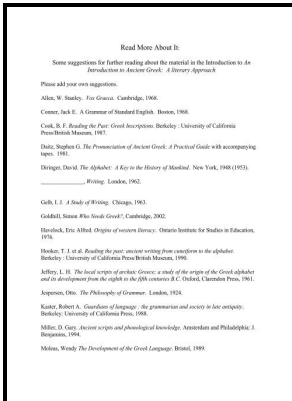 Read More About It:
Some suggestions for further reading about the material in the Introduction to An
Introduction to Ancient Greek: A literary Approach
Please add your own suggestions.
Allen, W. Stanley. Vox Graeca. Cambridge, 1968.
Conner, Jack E. A Grammar of Standard English. Boston, 1968.
Cook, B. F. Reading the Past: Greek Inscriptions. Berkeley : University of California
Press/British Museum, 1987.
Daitz, Stephen G. The Pronunciation of Ancient Greek: A Practical Guide with accompanying
tapes. 1981.
Diringer, David. The Alphabet: A Key to the History of Mankind. New York, 1948 (1953).
______________, Writing. London, 1962.
Gelb, I. J. A Study of Writing. Chicago, 1963.
Goldhill, Simon Who Needs Greek?, Cambridge, 2002.
Havelock, Eric Alfred. Origins of western literacy. Ontario Institute for Studies in Education,
1976.
Hooker, T. J. et al. Reading the past: ancient writing from cuneiform to the alphabet.
Berkeley : University of California Press/British Museum, 1990.
Jeffery, L. H. The local scripts of archaic Greece; a study of the origin of the Greek alphabet
and its development from the eighth to the fifth centuries B.C. Oxford, Clarendon Press, 1961.
Jespersen, Otto. The Philosophy of Grammar. London, 1924.
Kaster, Robert A. Guardians of language : the grammarian and society in late antiquity.
Berkeley: University of California Press, 1988.
Miller, D. Gary. Ancient scripts and phonological knowledge. Amsterdam and Philadelphia: J.
Benjamins, 1994.
Moleas, Wendy The Development of the Greek Language. Bristol, 1989.